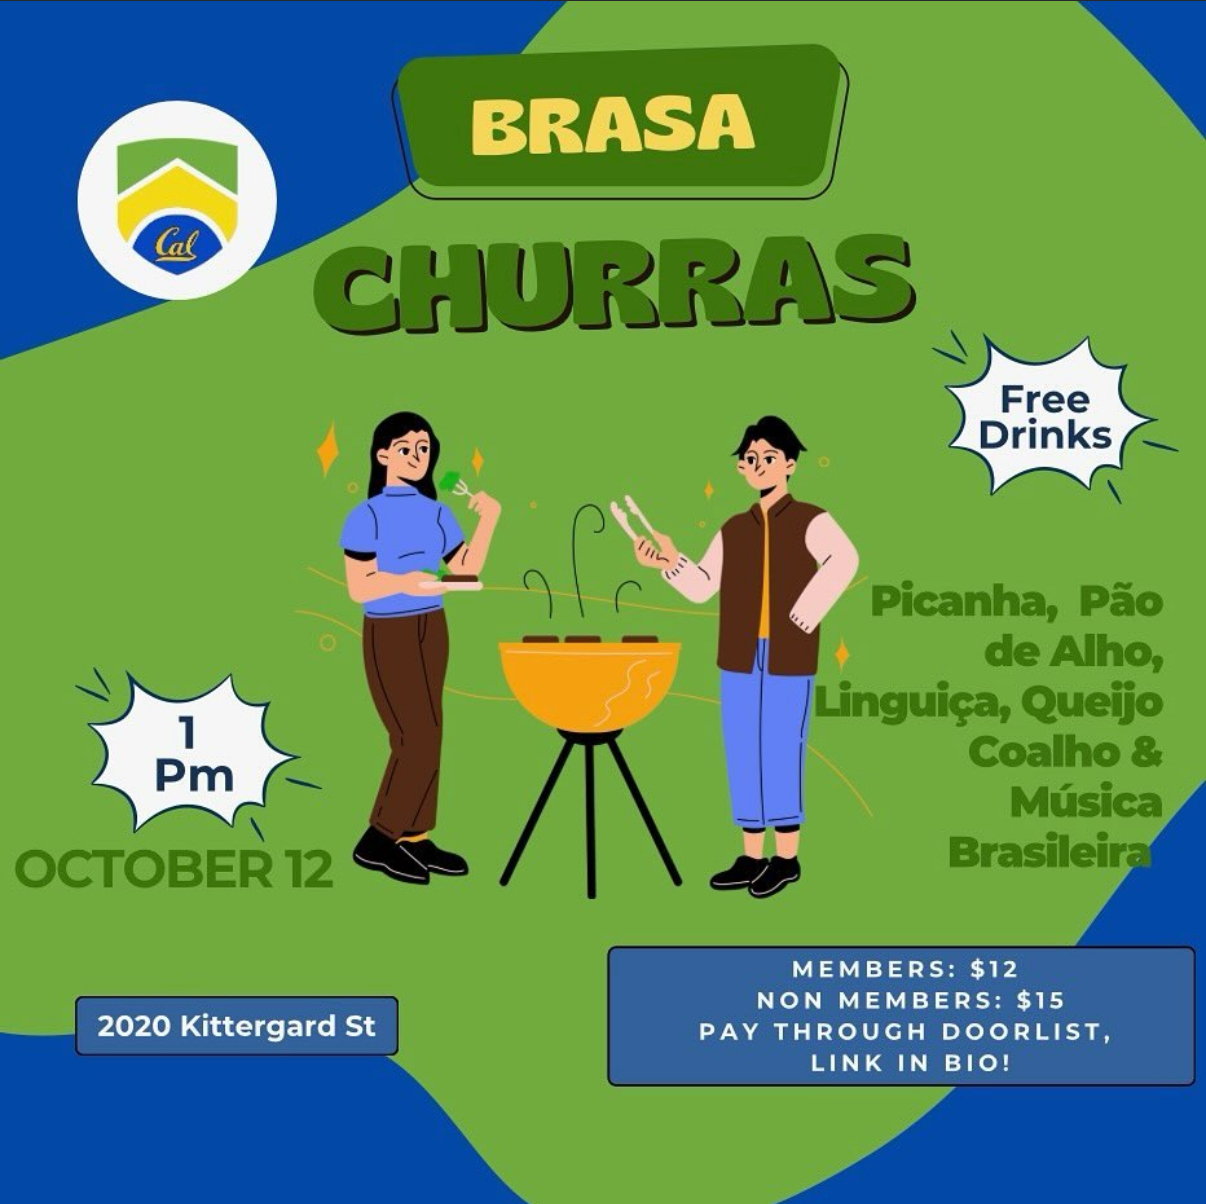 BRASA
Cal
CHURRAS
Free
Drinks
Picanha, Pão
de Alho,
Linguiça, Queijo
Coalho &
Música
Brasileira
1
Pm
OCTOBER 12
2020 Kittergard St
MEMBERS: $12
NON MEMBERS: $15
PAY THROUGH DOORLIST,
LINK IN BIO!